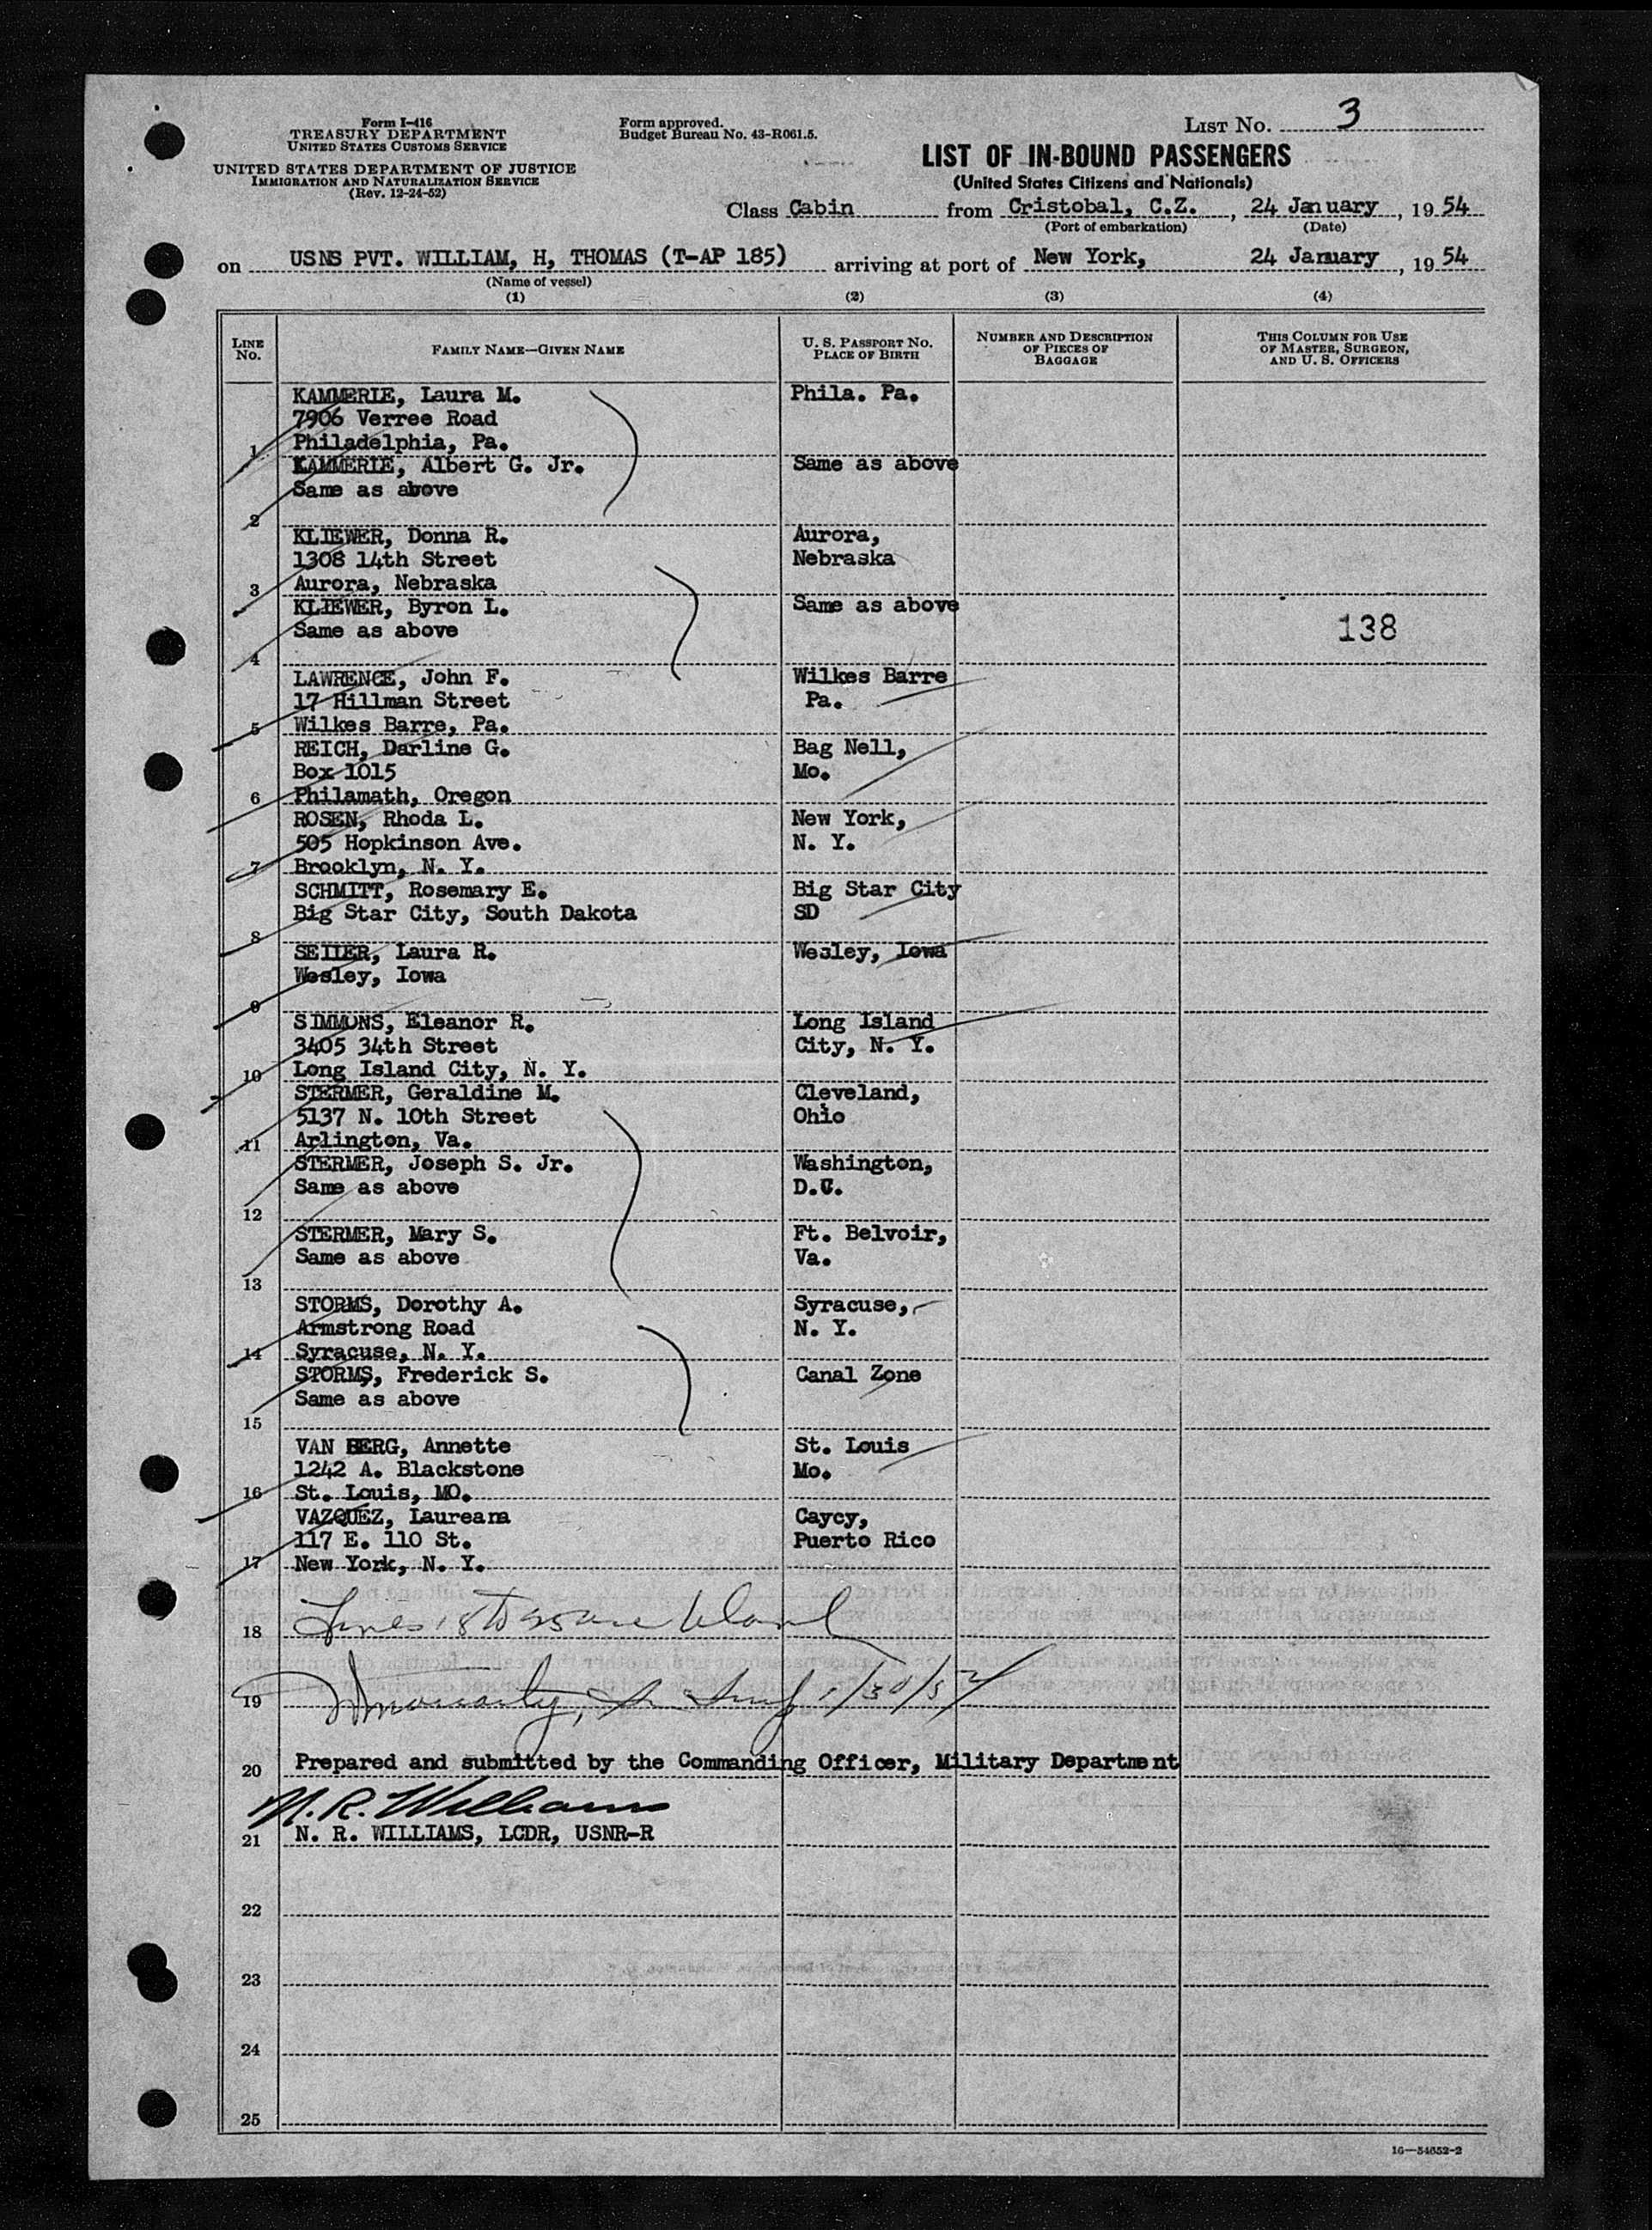 Form I-416
TREASURY DEPARTMENT
UNITED STATES CUSTOMS SERVICE
UNITED STATES DEPARTMENT OF JUSTICE
IMMIGRATION AND NATURALIZATION SERVICE
(Rev. 12-24-52)
Form approved.
Budget Bureau No. 43-R061.5.
LIST NO. 3
LIST OF IN-BOUND PASSENGERS
(United States Citizens and Nationals)
Class Cabin from Cristobal, C.Z. , 24 January , 19 54
(Port of embarkation) (Date)
on USNS PVT. WILLIAM, H, THOMAS (T-AP 185) arriving at port of New York, 24 January , 19 54
(Name of vessel)
(1) (2) (3) (4)
LINE NO. FAMILY NAME—GIVEN NAME U. S. PASSPORT NO. PLACE OF BIRTH NUMBER AND DESCRIPTION OF PIECES OF BAGGAGE THIS COLUMN FOR USE OF MASTER, SURGEON, AND U. S. OFFICERS
KAMMERIE, Laura M. Phila. Pa.
7906 Verree Road
1 Philadelphia, Pa.
KAMMERIE, Albert G. Jr. Same as above
Same as above
2
KLIEWER, Donna R. Aurora,
1308 14th Street Nebraska
3 Aurora, Nebraska
KLIEWER, Byron L. Same as above
Same as above 138
4
LAWRENCE, John F. Wilkes Barre
17 Hillman Street Pa.
5 Wilkes Barre, Pa.
REICH, Darline G. Bag Nell,
Box 1015 Mo.
6 Philamath, Oregon
ROSEN, Rhoda L. New York,
505 Hopkinson Ave. N. Y.
7 Brooklyn, N. Y.
SCHMITT, Rosemary E. Big Star City
Big Star City, South Dakota SD
8
SEILER, Laura R. Wesley, Iowa
Wesley, Iowa
9
SIMMONS, Eleanor R. Long Island
3405 34th Street City, N. Y.
10 Long Island City, N. Y.
STERMER, Geraldine M. Cleveland,
5137 N. 10th Street Ohio
11 Arlington, Va.
STERMER, Joseph S. Jr. Washington,
Same as above D.C.
12
STERMER, Mary S. Ft. Belvoir,
Same as above Va.
13
STORMS, Dorothy A. Syracuse,
Armstrong Road N. Y.
14 Syracuse, N. Y.
STORMS, Frederick S. Canal Zone
Same as above
15
VAN BERG, Annette St. Louis
1242 A. Blackstone Mo.
16 St. Louis, MO.
VAZQUEZ, Laureana Caycy,
117 E. 110 St. Puerto Rico
17 New York, N. Y.
18 Lines 18 to 25 are blank
19
20 Prepared and submitted by the Commanding Officer, Military Department
N. R. Williams
21 N. R. WILLIAMS, LCDR, USNR-R
22
23
24
25
16—54652-2